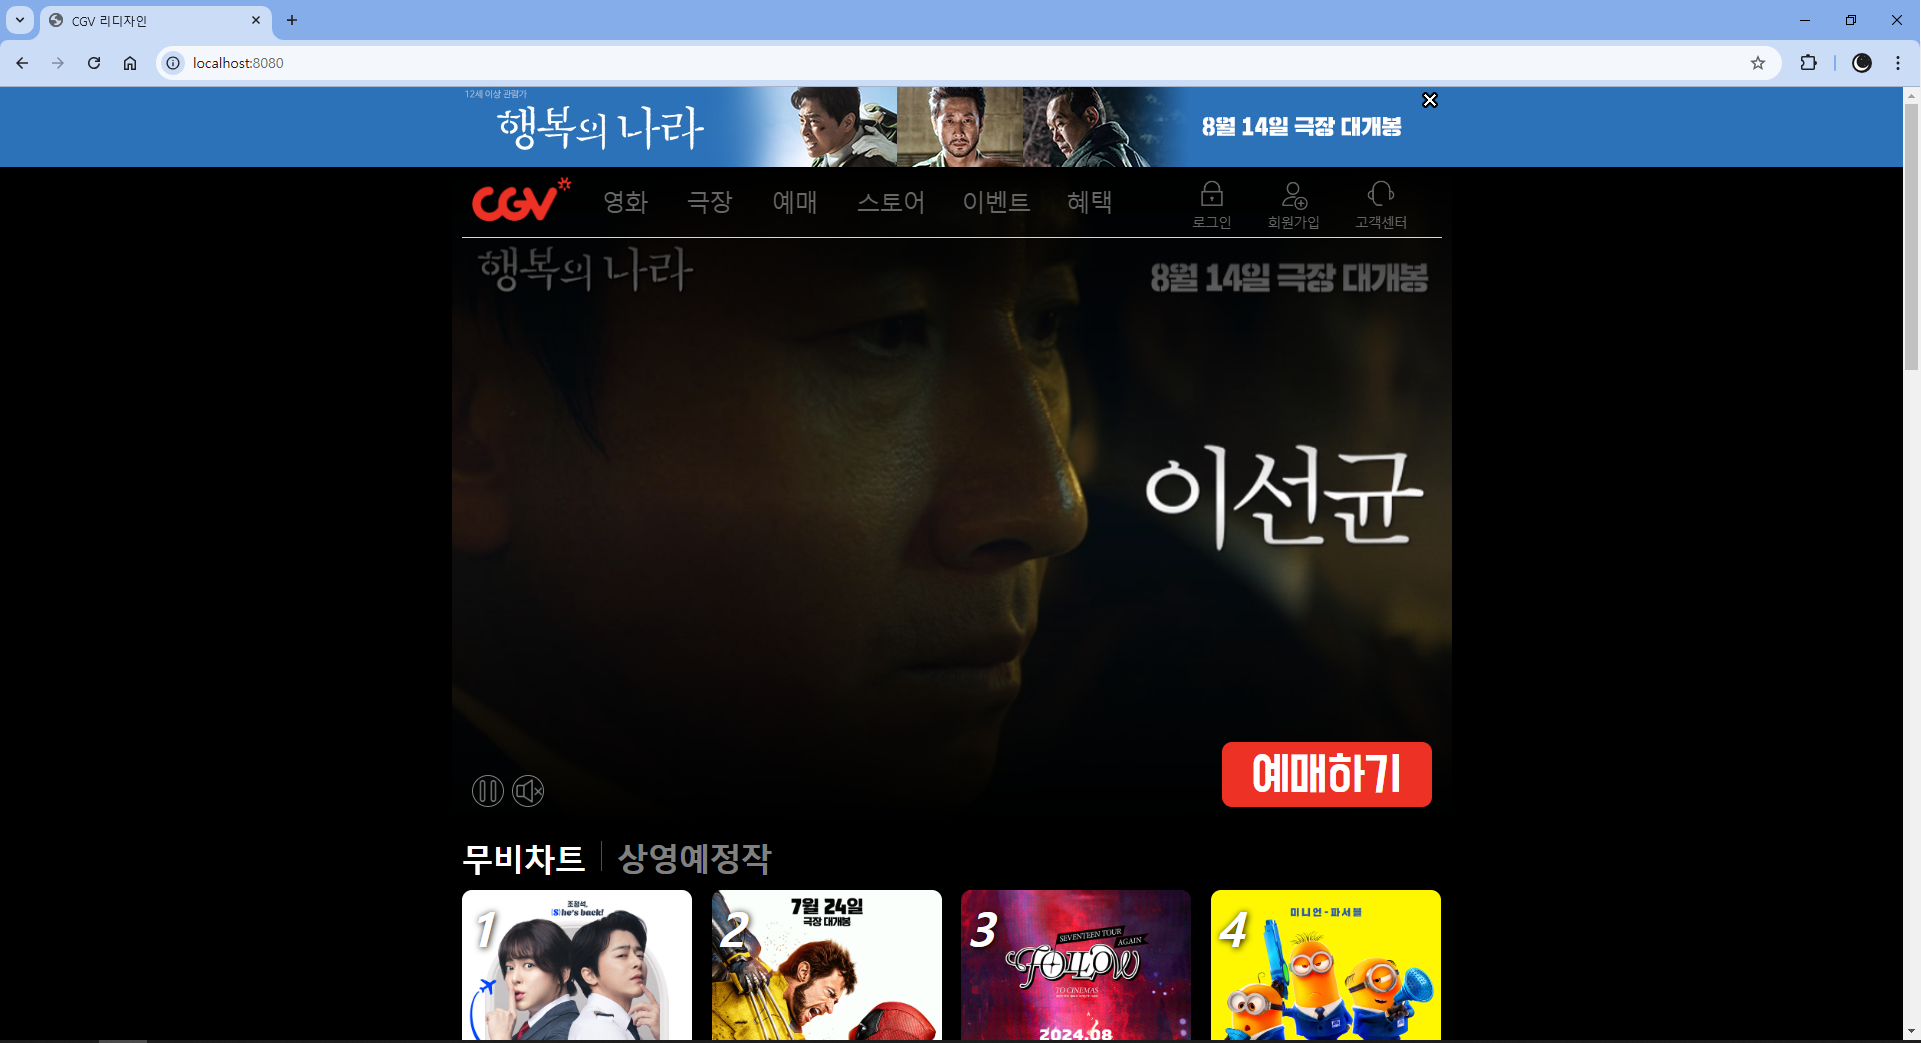 CGV 리디자인
localhost:8080
12세 이상 관람가
행복의 나라
8월 14일 극장 대개봉
CGV
영화 극장 예매 스토어 이벤트 혜택
로그인 회원가입 고객센터
행복의 나라
8월 14일 극장 대개봉
이선균
예매하기
무비차트 상영예정작
1
조정석,
(S)he's back!
2
7월 24일
극장 대개봉
3
SEVENTEEN TOUR
AGAIN
FOLLOW
TO CINEMAS
2024.08
4
미니언-파서블